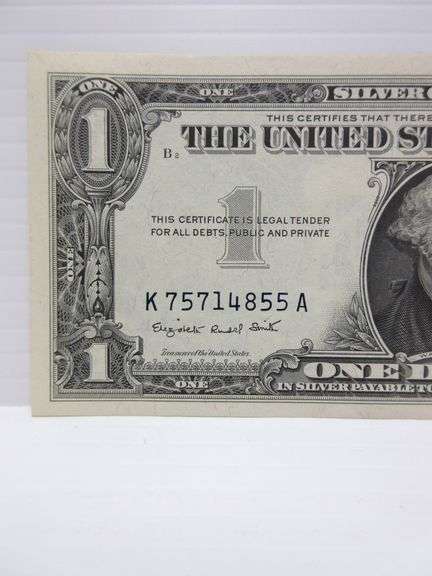 ONE ONE SILVER C
THIS CERTIFIES THAT THERE
1 B2 THE UNITED ST
1
THIS CERTIFICATE IS LEGAL TENDER
FOR ALL DEBTS, PUBLIC AND PRIVATE
ONE
K 75714855 A
Elizabeth Rudel Smith
Treasurer of the United States.
1 ONE D
ONE IN SILVER PAYABLE TO